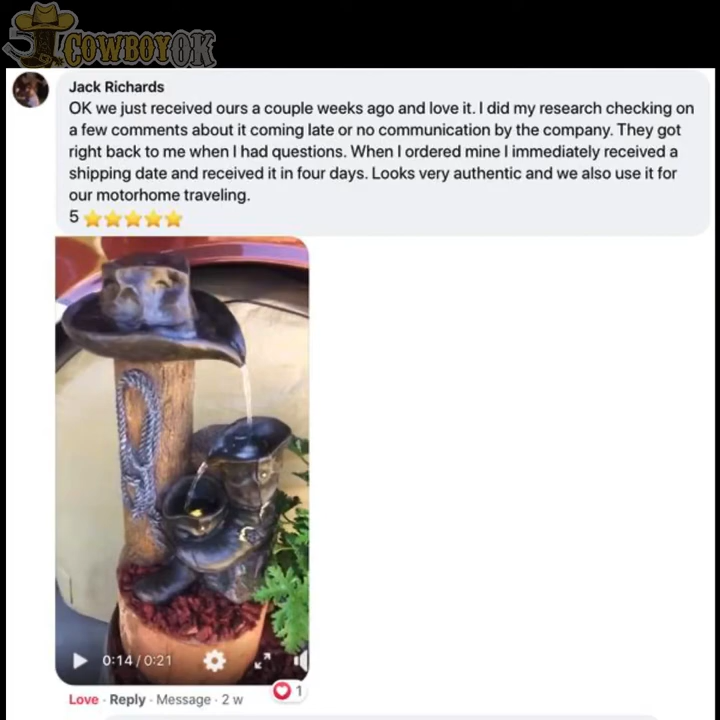 COWBOYOK
Jack Richards
OK we just received ours a couple weeks ago and love it. I did my research checking on
a few comments about it coming late or no communication by the company. They got
right back to me when I had questions. When I ordered mine I immediately received a
shipping date and received it in four days. Looks very authentic and we also use it for
our motorhome traveling.
5 ⭐⭐⭐⭐⭐
0:14 / 0:21
Love · Reply · Message · 2 w
1